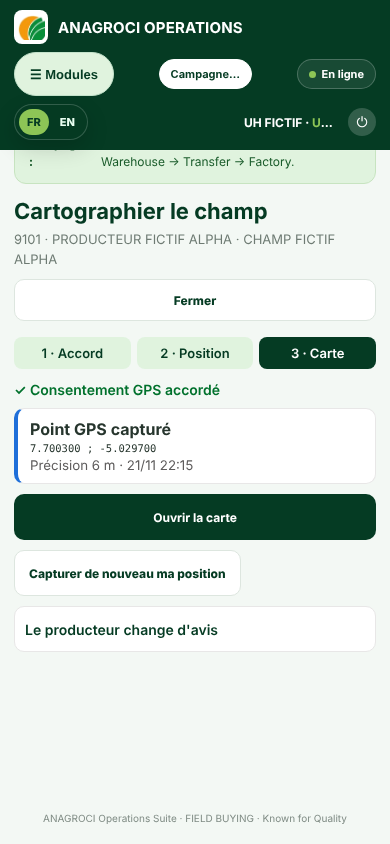 ANAGROCI OPERATIONS
☰ Modules
Campagne...
En ligne
FR EN
UH FICTIF · U...
: Warehouse → Transfer → Factory.
Cartographier le champ
9101 · PRODUCTEUR FICTIF ALPHA · CHAMP FICTIF
ALPHA
Fermer
1 · Accord
2 · Position
3 · Carte
✓ Consentement GPS accordé
Point GPS capturé
7.700300 ; -5.029700
Précision 6 m · 21/11 22:15
Ouvrir la carte
Capturer de nouveau ma position
Le producteur change d'avis
ANAGROCI Operations Suite · FIELD BUYING · Known for Quality